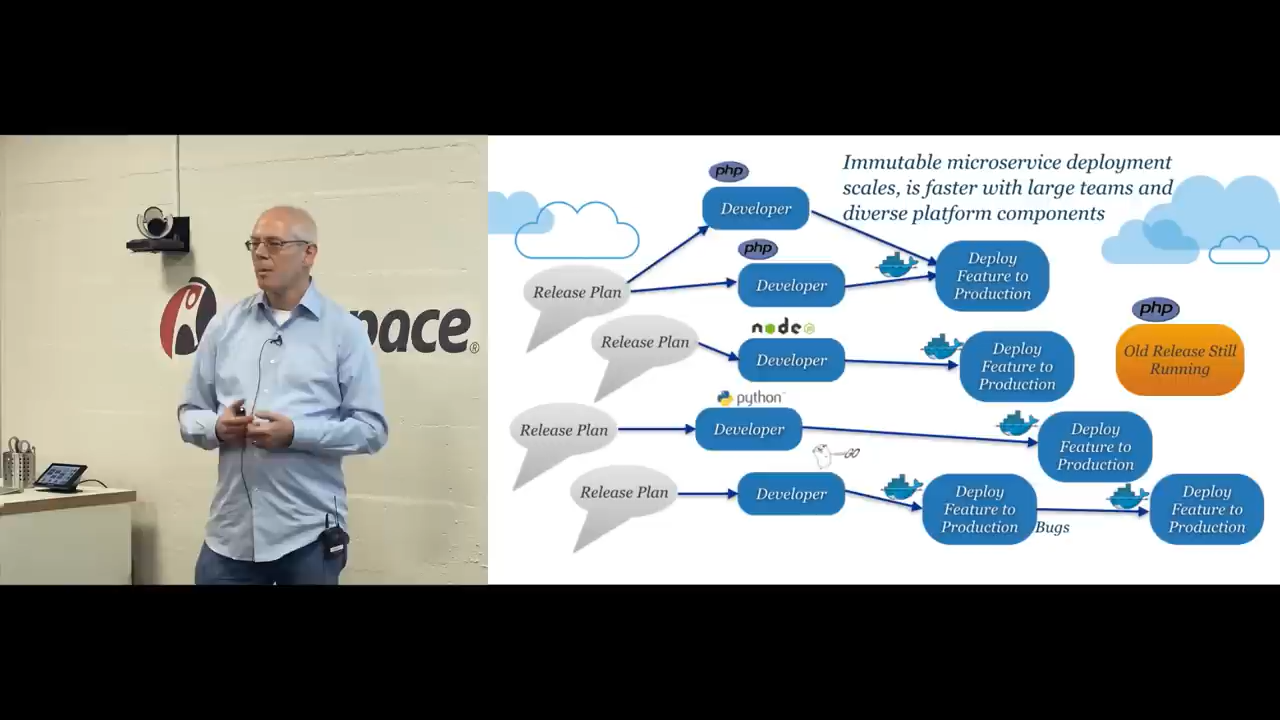 pace®
Immutable microservice deployment
scales, is faster with large teams and
diverse platform components
php
Developer
php
Developer
Release Plan
Deploy
Feature to
Production
node
Release Plan
Developer
Deploy
Feature to
Production
php
Old Release Still
Running
python
Release Plan
Developer
Deploy
Feature to
Production
GO
Release Plan
Developer
Deploy
Feature to
Production
Bugs
Deploy
Feature to
Production